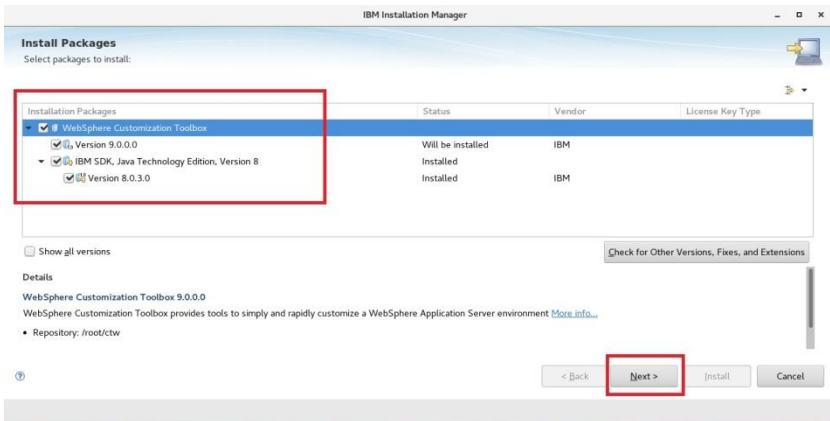 IBM Installation Manager
Install Packages
Select packages to install:
Installation Packages Status Vendor License Key Type
WebSphere Customization Toolbox
Version 9.0.0.0 Will be installed IBM
IBM SDK, Java Technology Edition, Version 8 Installed
Version 8.0.3.0 Installed IBM
Show all versions Check for Other Versions, Fixes, and Extensions
Details
WebSphere Customization Toolbox 9.0.0.0
WebSphere Customization Toolbox provides tools to simply and rapidly customize a WebSphere Application Server environment More info...
• Repository: /root/ctw
? < Back Next > Install Cancel